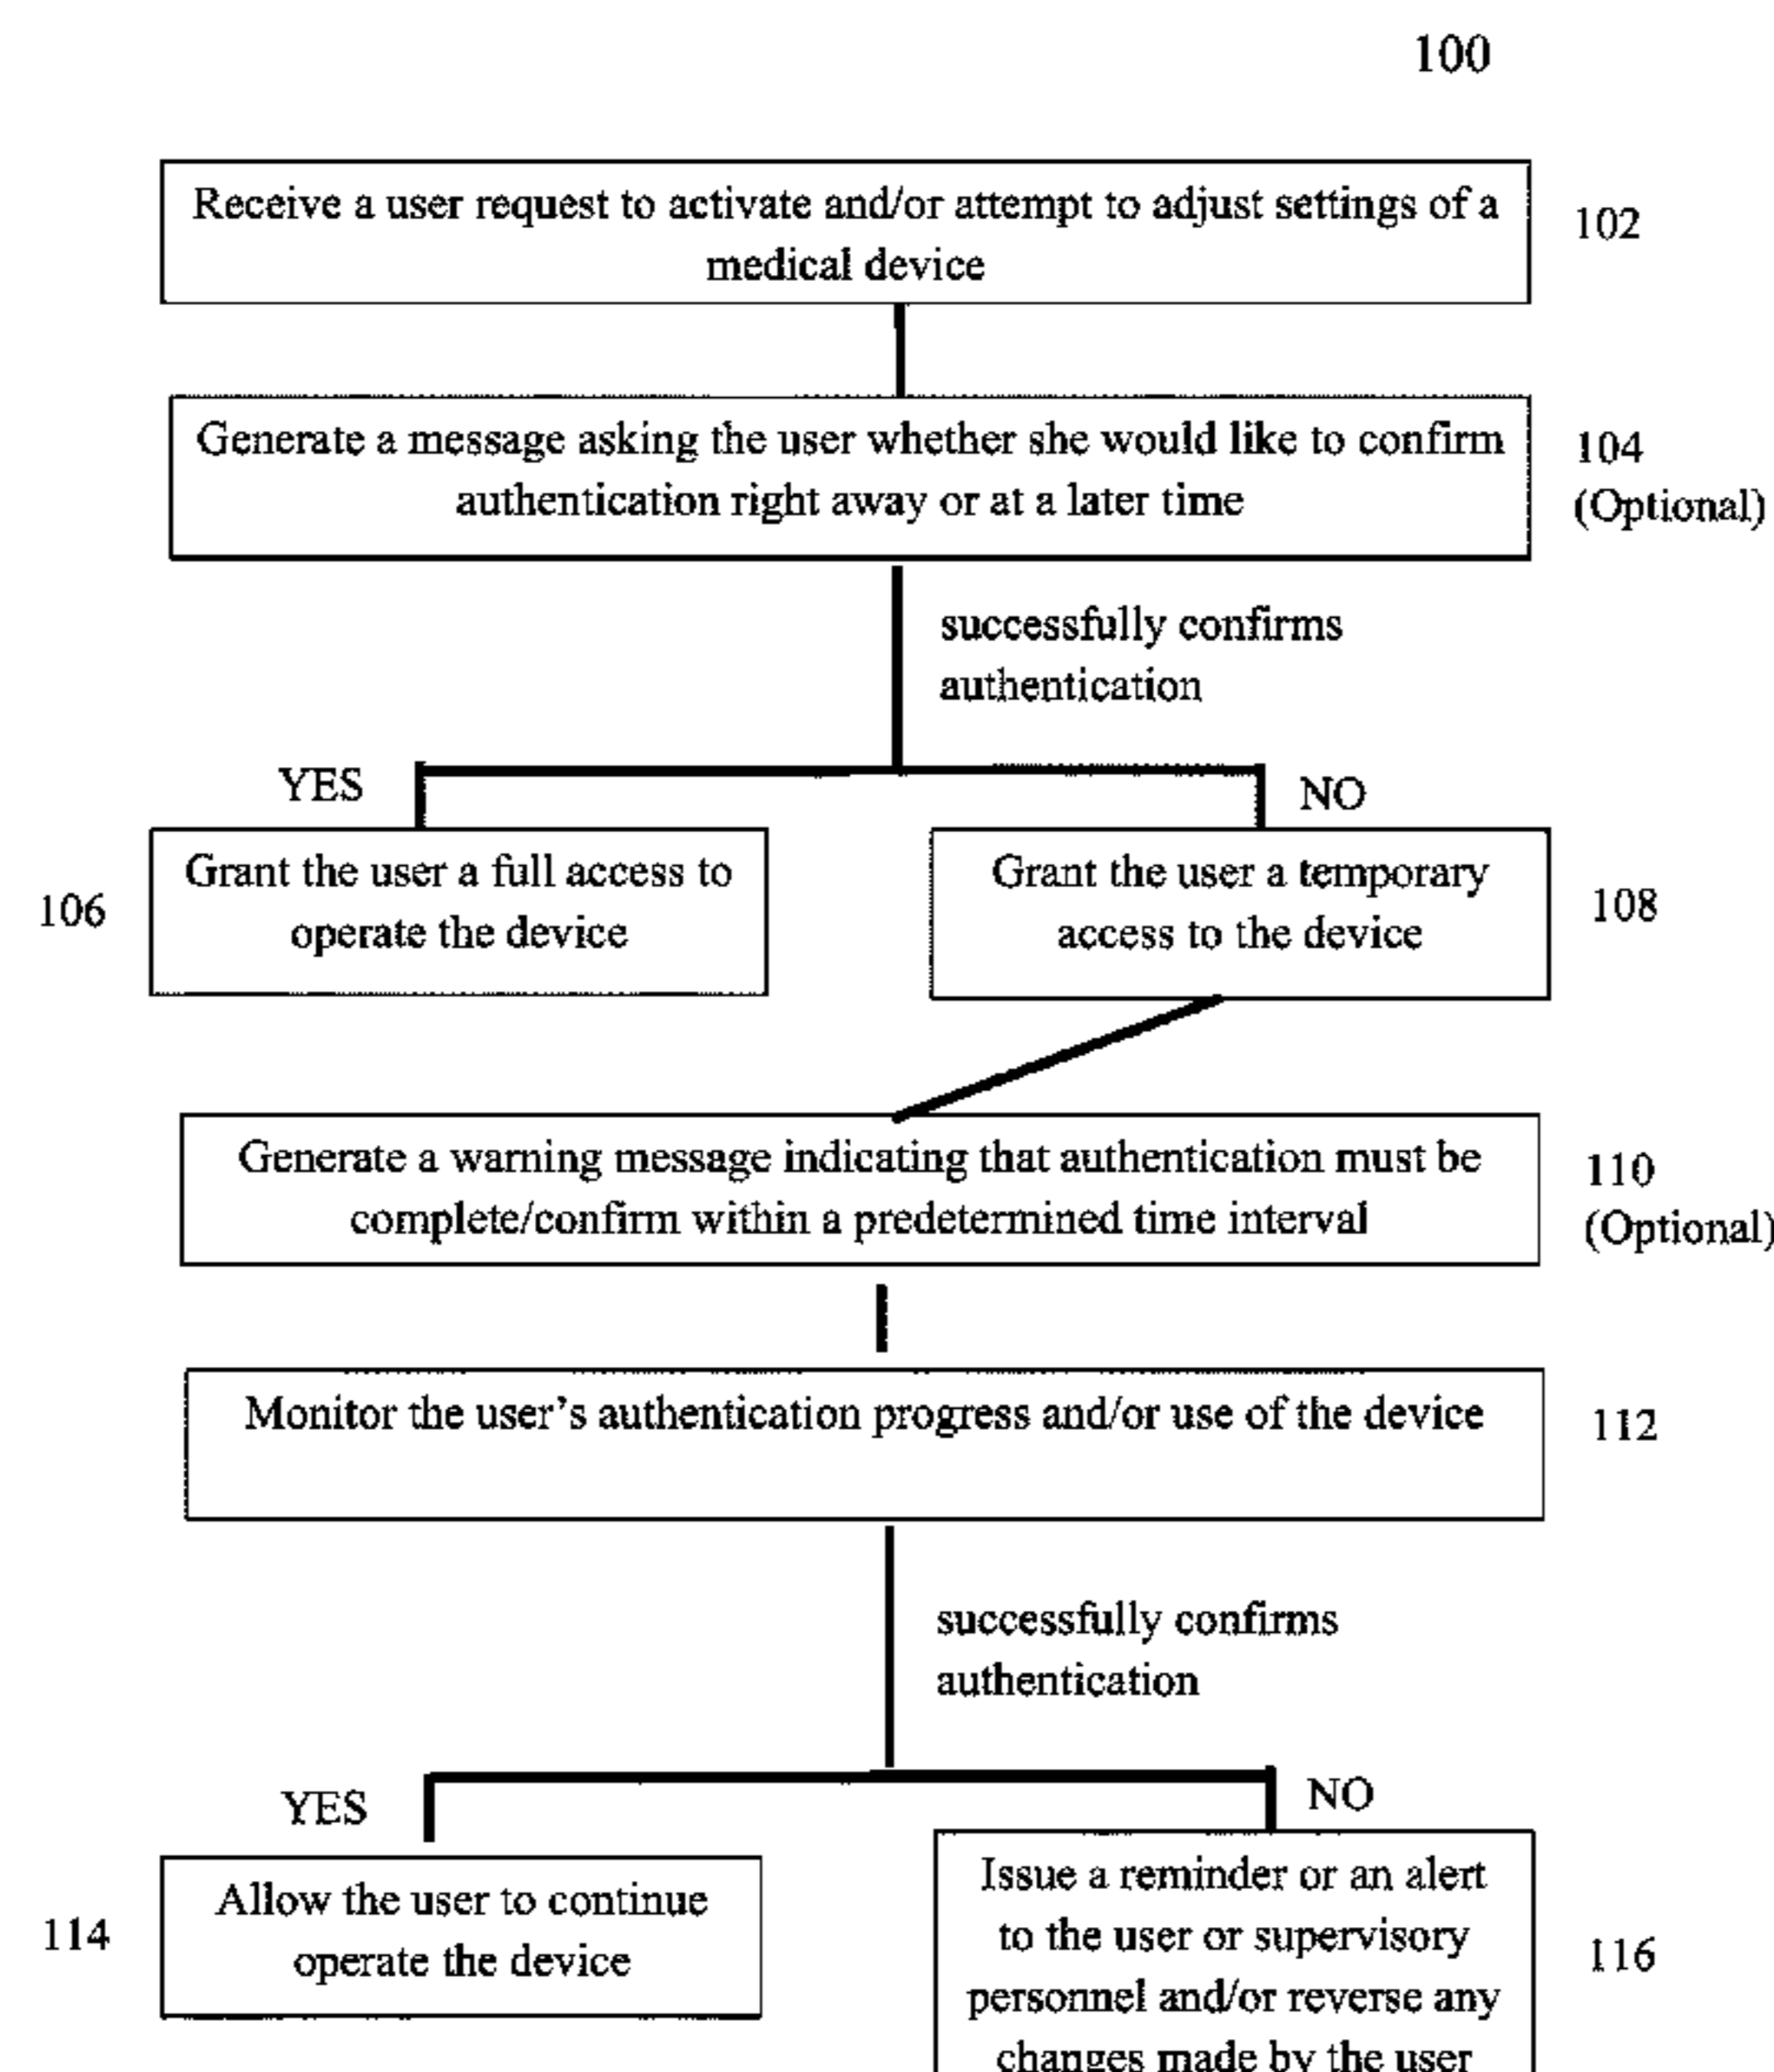 100
Receive a user request to activate and/or attempt to adjust settings of a
medical device
102
Generate a message asking the user whether she would like to confirm
authentication right away or at a later time
104
(Optional)
successfully confirms
authentication
YES
NO
106
Grant the user a full access to
operate the device
Grant the user a temporary
access to the device
108
Generate a warning message indicating that authentication must be
complete/confirm within a predetermined time interval
110
(Optional)
Monitor the user's authentication progress and/or use of the device
112
successfully confirms
authentication
YES
NO
114
Allow the user to continue
operate the device
Issue a reminder or an alert
to the user or supervisory
personnel and/or reverse any
changes made by the user
116